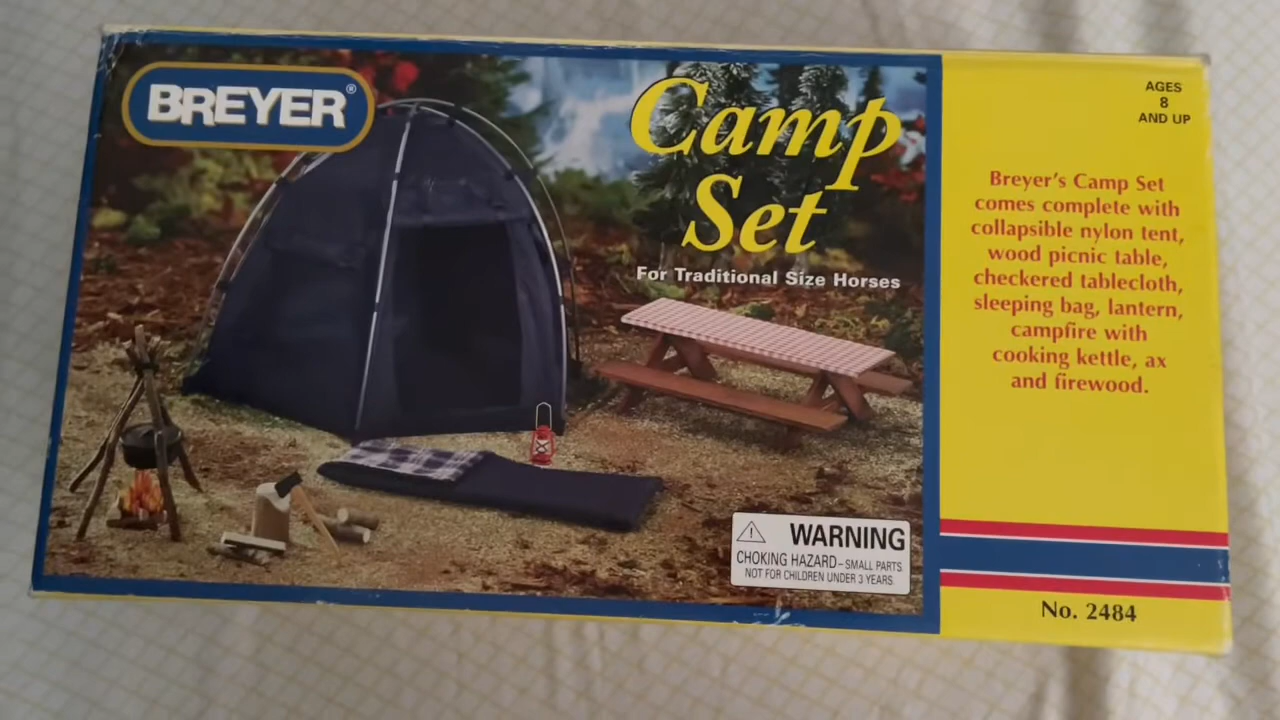 BREYER®
Camp
Set
For Traditional Size Horses
WARNING
CHOKING HAZARD–SMALL PARTS
NOT FOR CHILDREN UNDER 3 YEARS
AGES
8
AND UP
Breyer's Camp Set
comes complete with
collapsible nylon tent,
wood picnic table,
checkered tablecloth,
sleeping bag, lantern,
campfire with
cooking kettle, ax
and firewood.
No. 2484